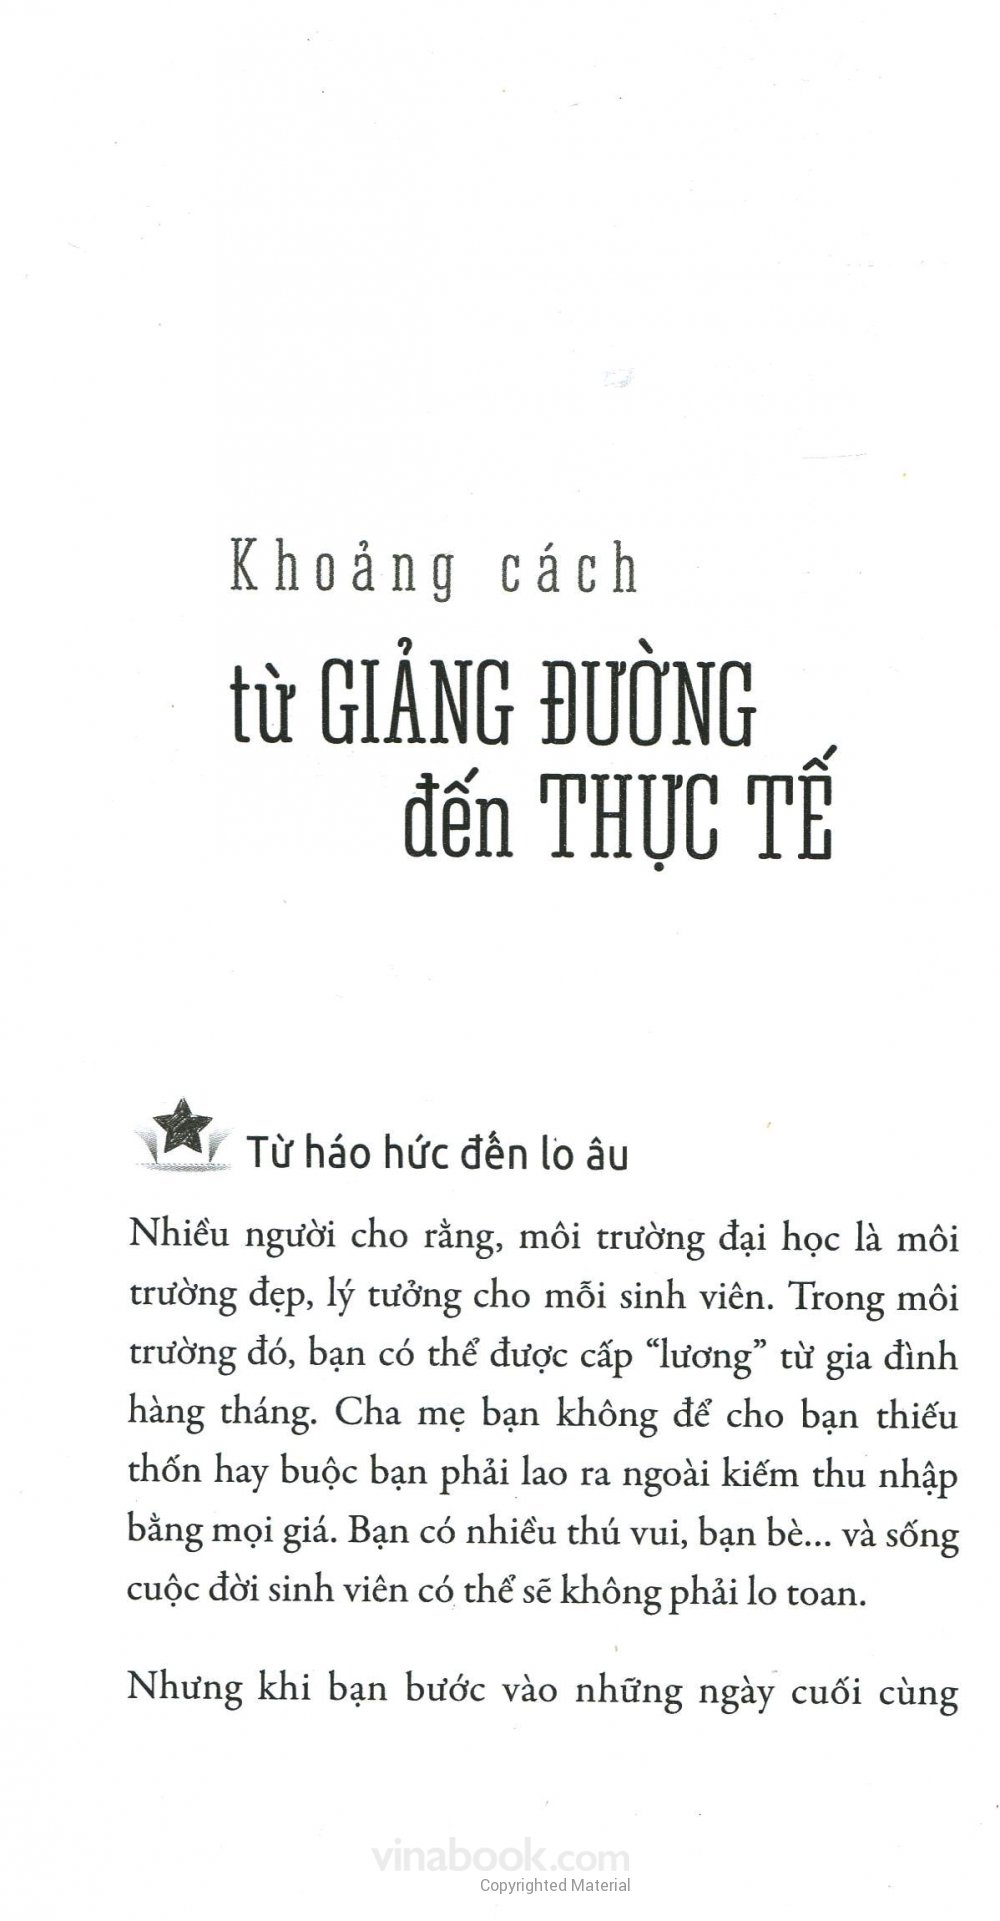 Khoảng cách
từ GIẢNG ĐƯỜNG
đến THỰC TẾ
Từ háo hức đến lo âu
Nhiều người cho rằng, môi trường đại học là môi
trường đẹp, lý tưởng cho mỗi sinh viên. Trong môi
trường đó, bạn có thể được cấp “lương” từ gia đình
hàng tháng. Cha mẹ bạn không để cho bạn thiếu
thốn hay buộc bạn phải lao ra ngoài kiếm thu nhập
bằng mọi giá. Bạn có nhiều thú vui, bạn bè... và sống
cuộc đời sinh viên có thể sẽ không phải lo toan.
Nhưng khi bạn bước vào những ngày cuối cùng
vinabook.com
Copyrighted Material